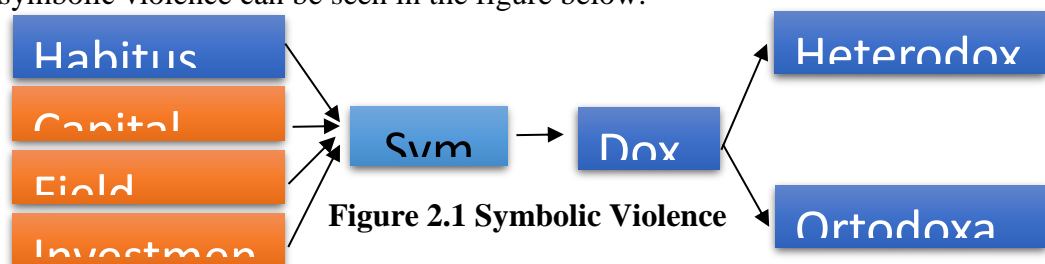 symbolic violence can be seen in the figure below.
Habitus
Capital
Field
Investmen
Sym
Dox
Heterodox
Ortodoxa
Figure 2.1 Symbolic Violence